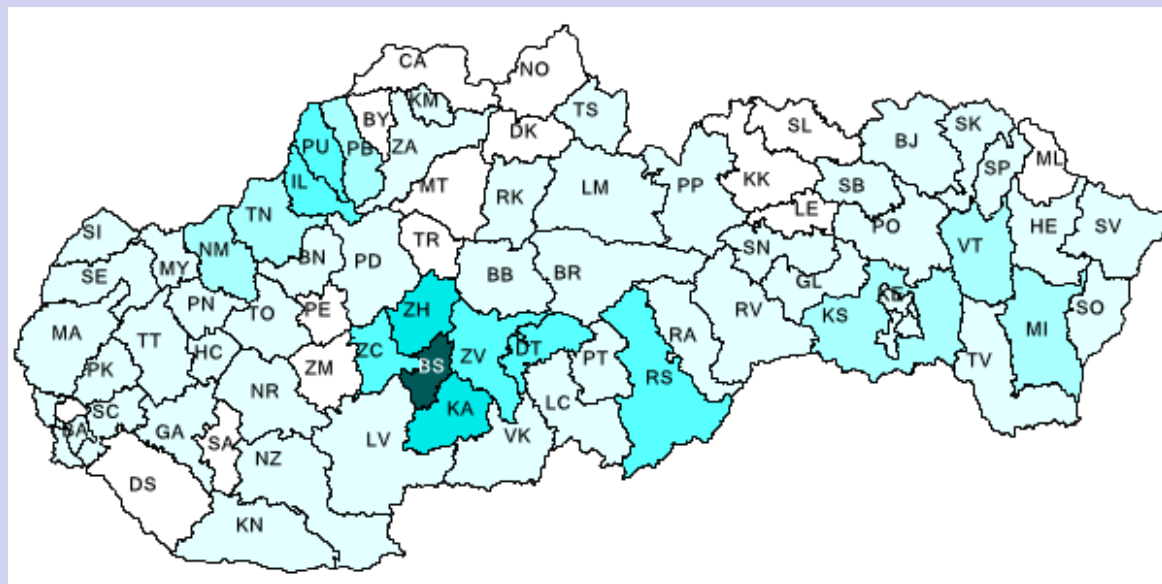 CA
NO
KM
TS
BY
DK
SL
BJ
SK
PU
PB
ZA
ML
SP
IL
MT
RK
LM
PP
KK
SB
TN
LE
SI
NM
TR
PO
HE
SV
VT
SN
SE
MY
BN
PD
BB
BR
GL
PN
TO
PE
ZH
RV
KS
KE
SO
MA
TT
HC
ZC
ZV
DT
RA
MI
PK
ZM
BS
PT
RS
TV
NR
SC
KA
LC
BA
GA
SA
LV
VK
NZ
DS
KN